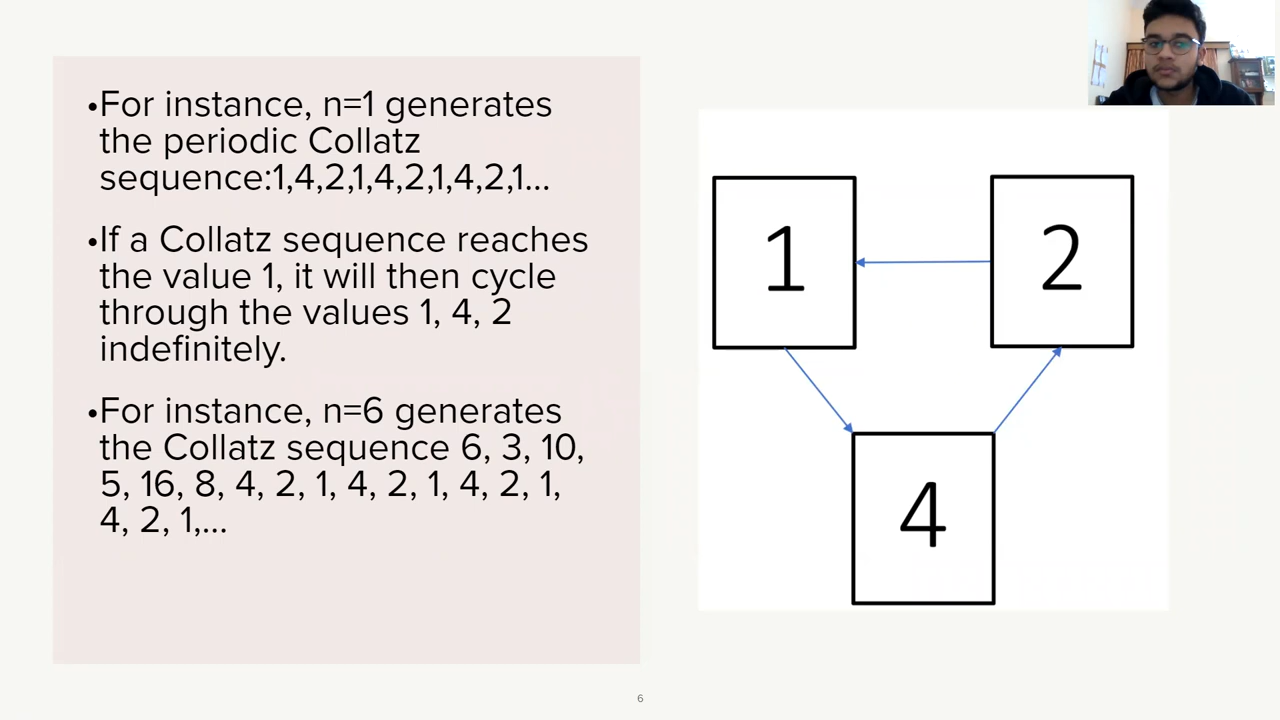 •For instance, n=1 generates
the periodic Collatz
sequence:1,4,2,1,4,2,1,4,2,1...
•If a Collatz sequence reaches
the value 1, it will then cycle
through the values 1, 4, 2
indefinitely.
•For instance, n=6 generates
the Collatz sequence 6, 3, 10,
5, 16, 8, 4, 2, 1, 4, 2, 1, 4, 2, 1,
4, 2, 1,...
1
2
4
6